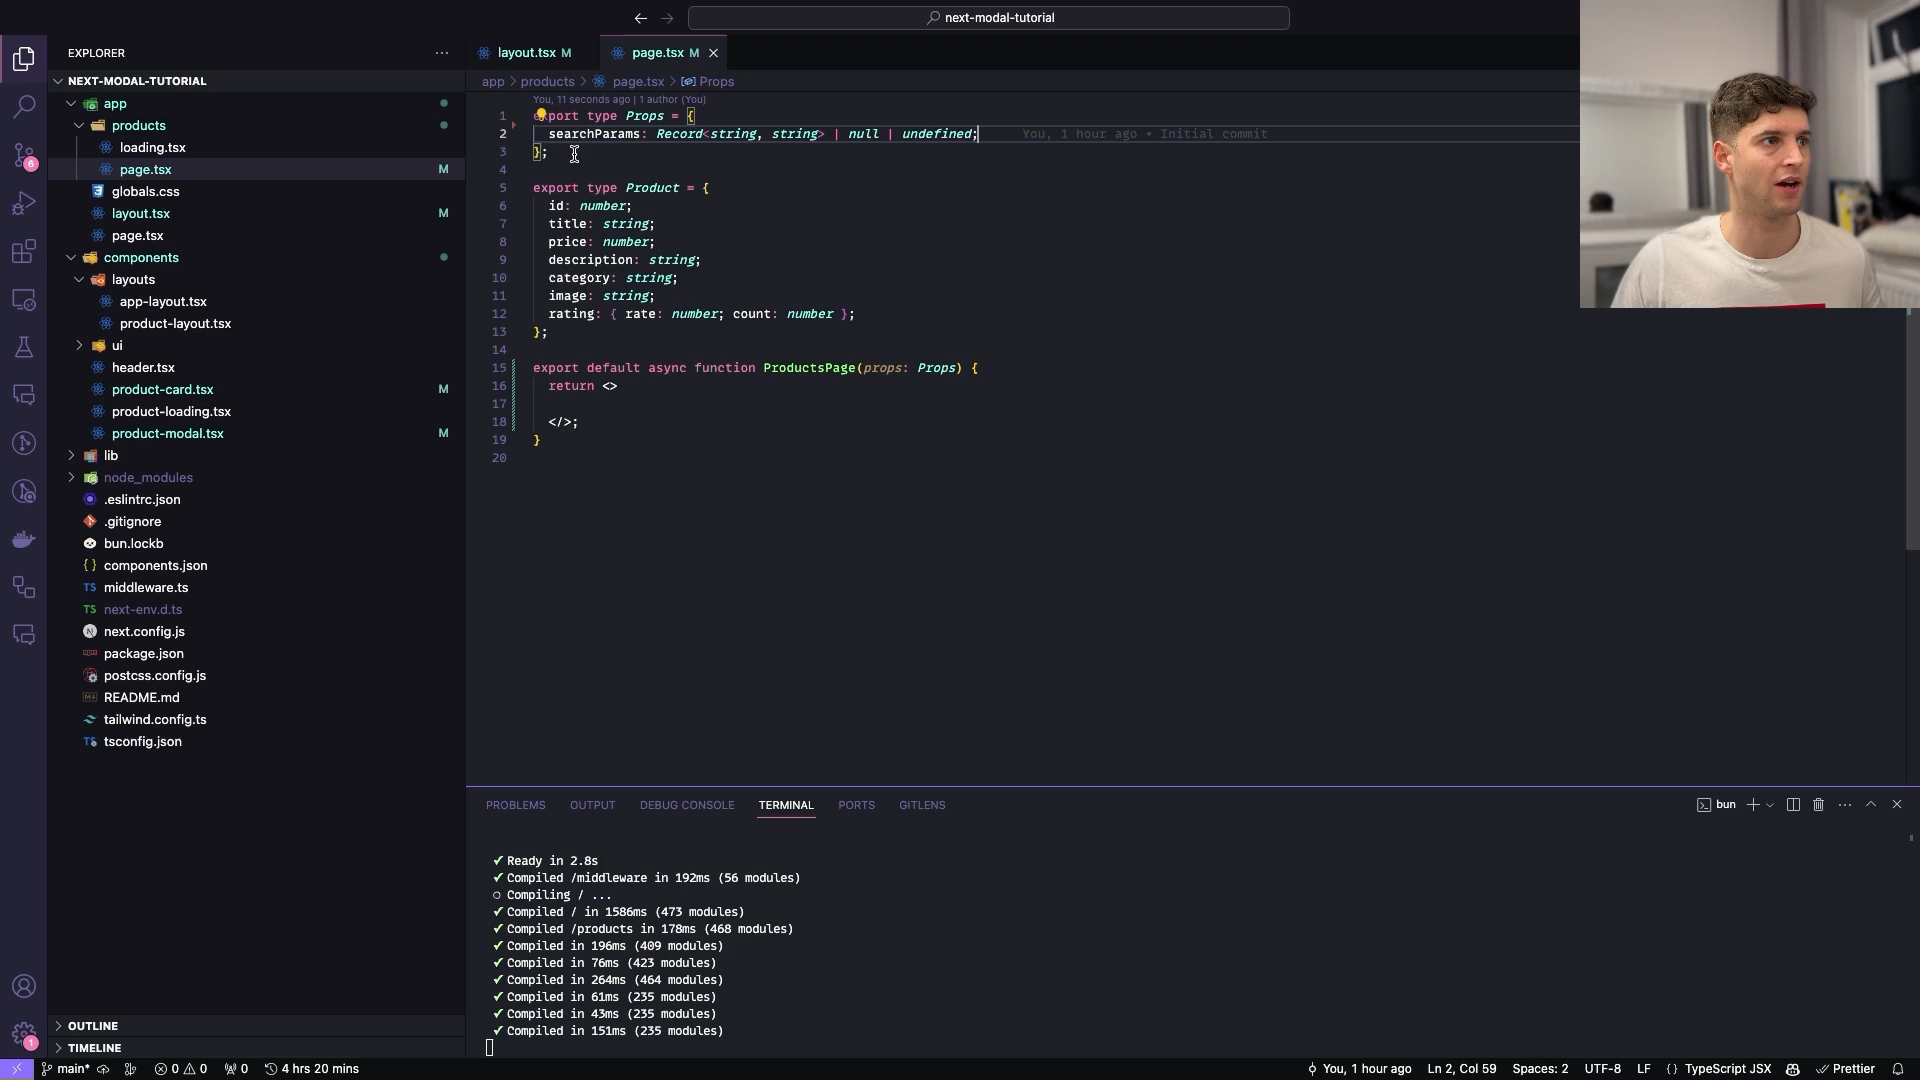 next-modal-tutorial
EXPLORER
layout.tsx M
page.tsx M
NEXT-MODAL-TUTORIAL
app > products > page.tsx > Props
app
products
loading.tsx
page.tsx M
globals.css
layout.tsx M
page.tsx
components
layouts
app-layout.tsx
product-layout.tsx
ui
header.tsx
product-card.tsx M
product-loading.tsx
product-modal.tsx M
lib
node_modules
.eslintrc.json
.gitignore
bun.lockb
components.json
TS middleware.ts
TS next-env.d.ts
next.config.js
package.json
postcss.config.js
README.md
tailwind.config.ts
tsconfig.json
OUTLINE
TIMELINE
6
1
You, 11 seconds ago | 1 author (You)
1 export type Props = {
2 searchParams: Record<string, string> | null | undefined; You, 1 hour ago • Initial commit
3 };
4
5 export type Product = {
6 id: number;
7 title: string;
8 price: number;
9 description: string;
10 category: string;
11 image: string;
12 rating: { rate: number; count: number };
13 };
14
15 export default async function ProductsPage(props: Props) {
16 return <>
17
18 </>;
19 }
20
PROBLEMS OUTPUT DEBUG CONSOLE TERMINAL PORTS GITLENS
bun
✓ Ready in 2.8s
✓ Compiled /middleware in 192ms (56 modules)
○ Compiling / ...
✓ Compiled / in 1586ms (473 modules)
✓ Compiled /products in 178ms (468 modules)
✓ Compiled in 196ms (409 modules)
✓ Compiled in 76ms (423 modules)
✓ Compiled in 264ms (464 modules)
✓ Compiled in 61ms (235 modules)
✓ Compiled in 43ms (235 modules)
✓ Compiled in 151ms (235 modules)
main* 0 0 0 4 hrs 20 mins You, 1 hour ago Ln 2, Col 59 Spaces: 2 UTF-8 LF {} TypeScript JSX Prettier